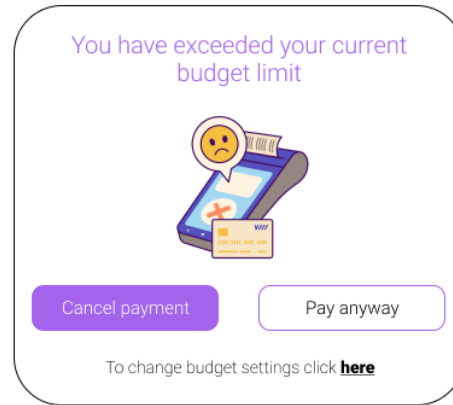 You have exceeded your current
budget limit
Cancel payment
Pay anyway
To change budget settings click here